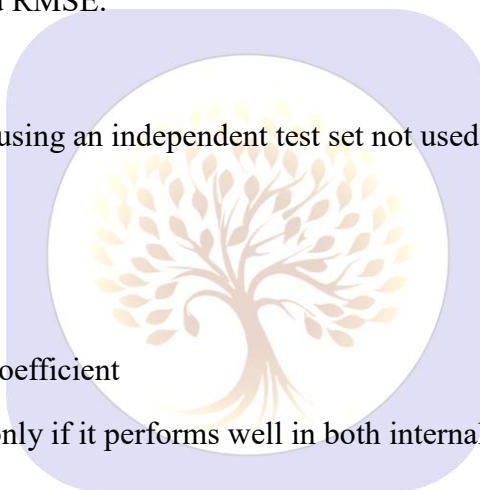 RMSE.
using an independent test set not used
oefficient
only if it performs well in both internal